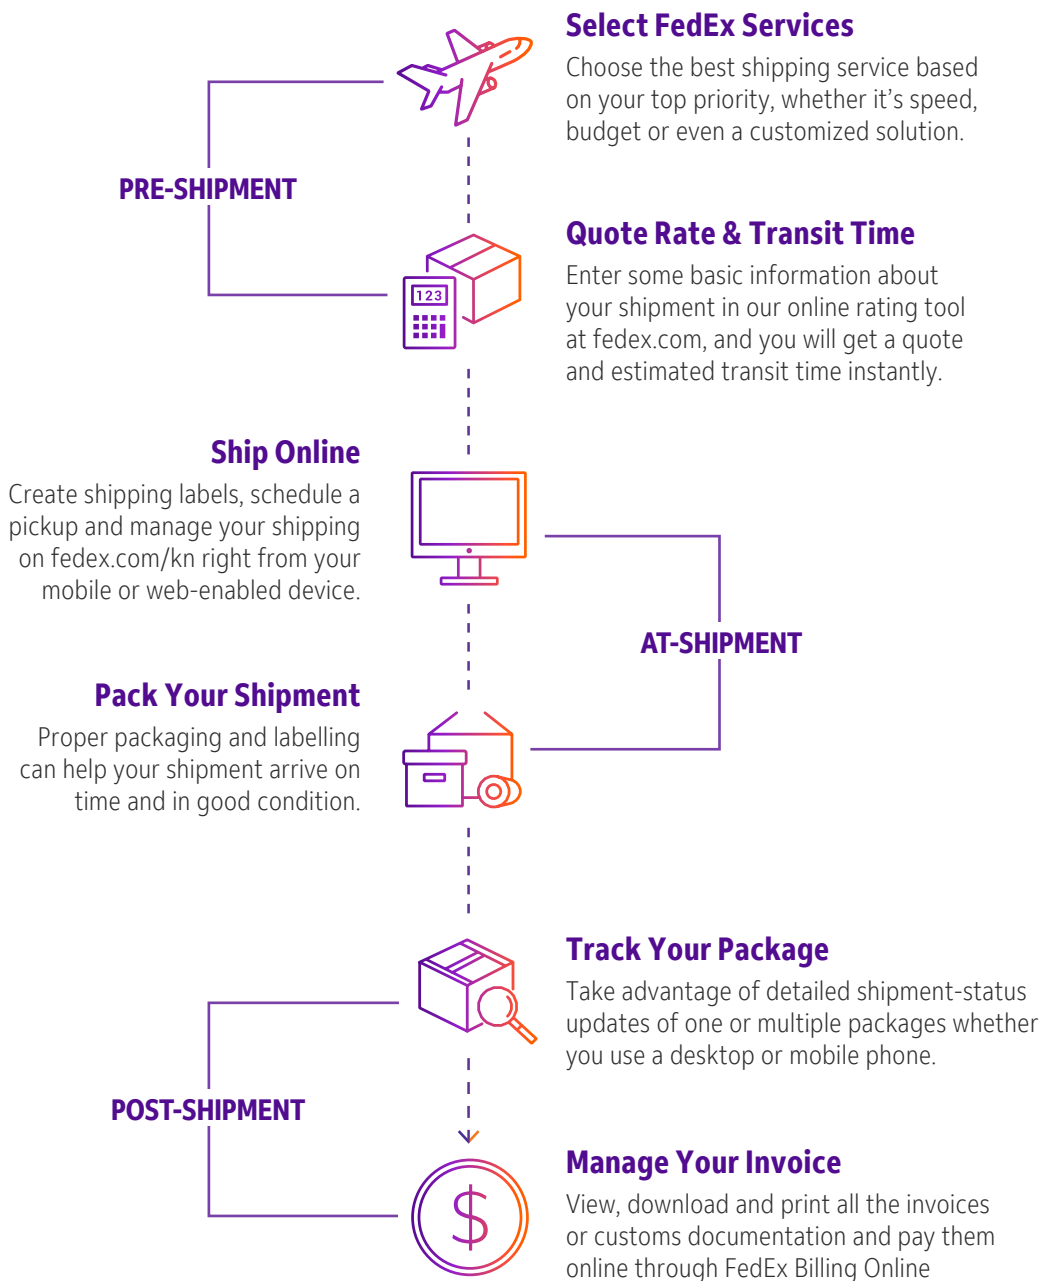 Select FedEx Services
Choose the best shipping service based
on your top priority, whether it’s speed,
budget or even a customized solution.
PRE-SHIPMENT
Quote Rate & Transit Time
Enter some basic information about
your shipment in our online rating tool
at fedex.com, and you will get a quote
and estimated transit time instantly.
123
Ship Online
Create shipping labels, schedule a
pickup and manage your shipping
on fedex.com/kn right from your
mobile or web-enabled device.
AT-SHIPMENT
Pack Your Shipment
Proper packaging and labelling
can help your shipment arrive on
time and in good condition.
Track Your Package
Take advantage of detailed shipment-status
updates of one or multiple packages whether
you use a desktop or mobile phone.
POST-SHIPMENT
Manage Your Invoice
View, download and print all the invoices
or customs documentation and pay them
online through FedEx Billing Online
$